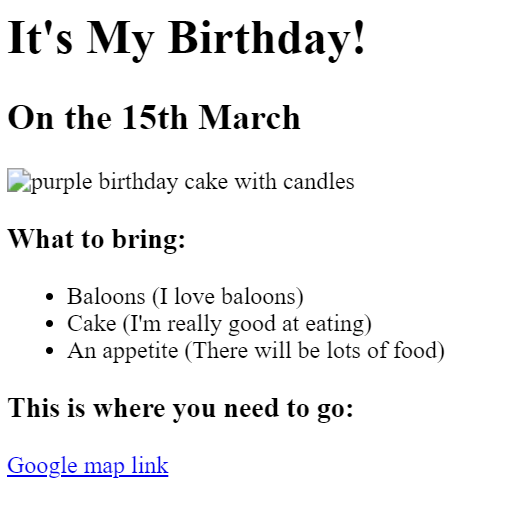 It's My Birthday!
On the 15th March
purple birthday cake with candles
What to bring:
Baloons (I love baloons)
Cake (I'm really good at eating)
An appetite (There will be lots of food)
This is where you need to go:
Google map link